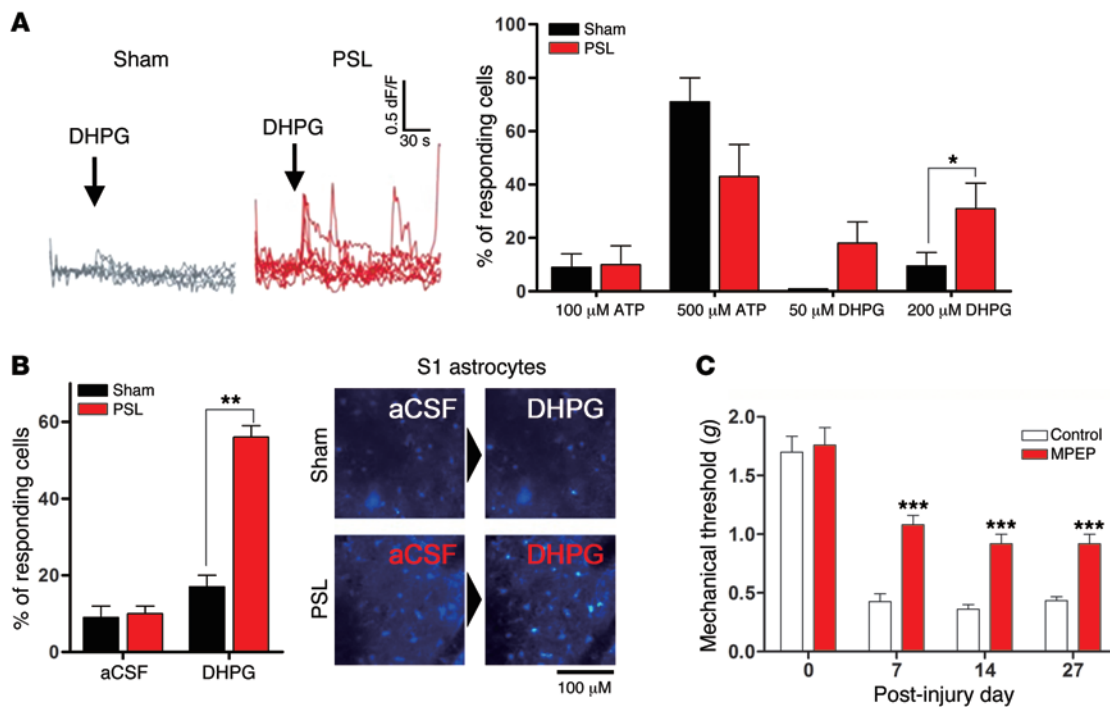 A
Sham
PSL
0.5 dF/F
30 s
DHPG
DHPG
% of responding cells
100
80
60
40
20
0
Sham
PSL
*
100 μM ATP
500 μM ATP
50 μM DHPG
200 μM DHPG
B
% of responding cells
60
40
20
0
Sham
PSL
**
aCSF
DHPG
S1 astrocytes
Sham
aCSF
DHPG
PSL
aCSF
DHPG
100 μM
C
Mechanical threshold (g)
2.0
1.5
1.0
0.5
0.0
Control
MPEP
***
***
***
0
7
14
27
Post-injury day